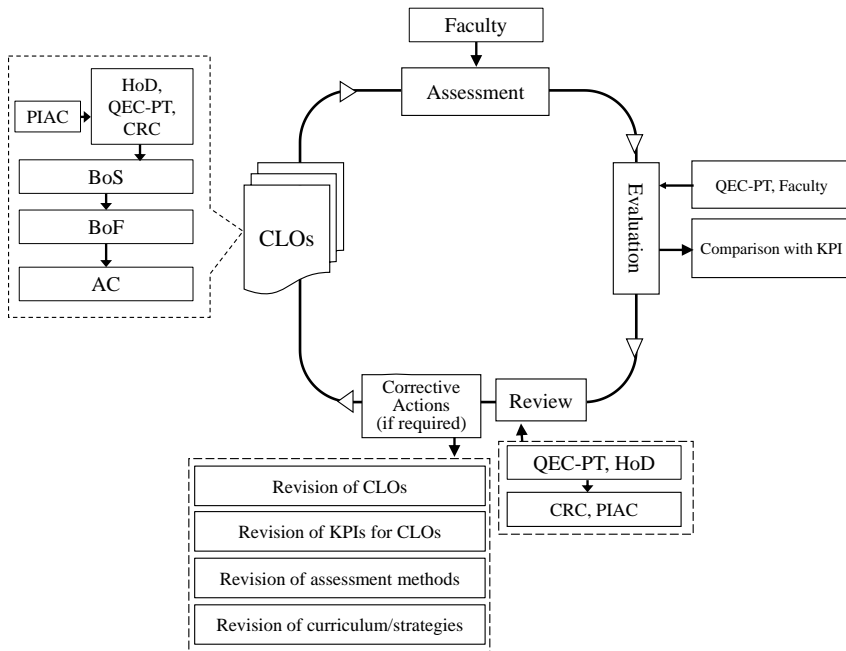 Faculty
Assessment
HoD,
QEC-PT,
CRC
PIAC
BoS
BoF
AC
CLOs
Evaluation
QEC-PT, Faculty
Comparison with KPI
Corrective
Actions
(if required)
Review
QEC-PT, HoD
CRC, PIAC
Revision of CLOs
Revision of KPIs for CLOs
Revision of assessment methods
Revision of curriculum/strategies